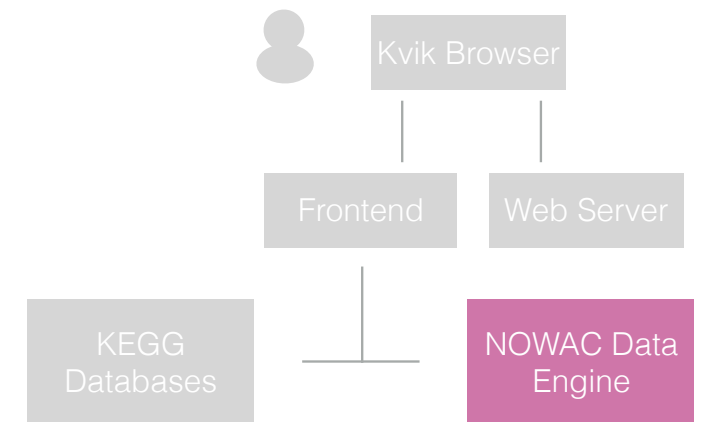 Kvik Browser
Frontend
Web Server
KEGG
Databases
NOWAC Data
Engine